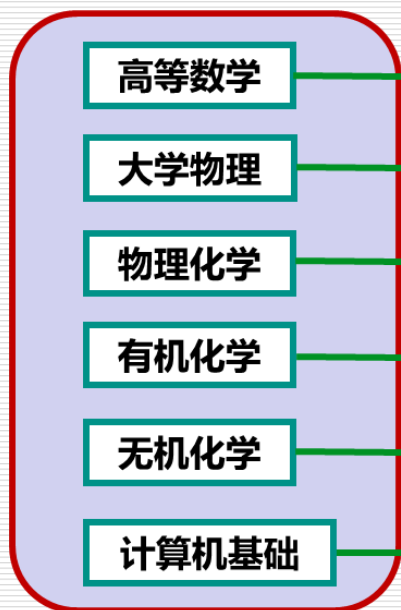 高等数学
大学物理
物理化学
有机化学
无机化学
计算机基础